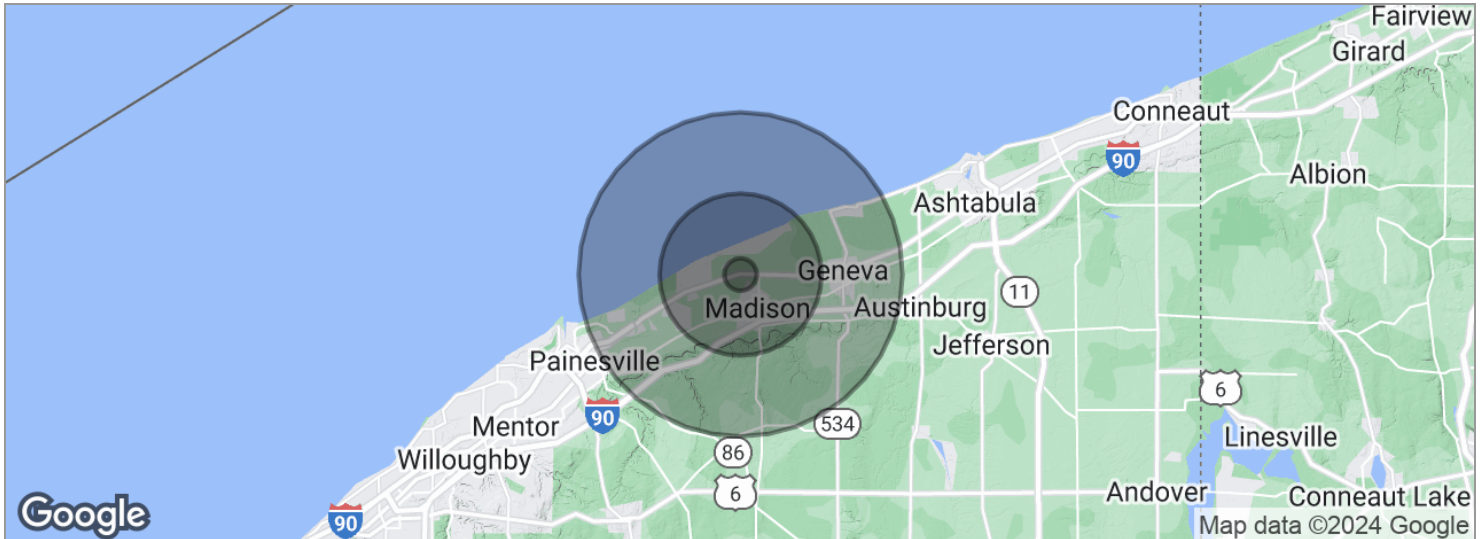 Fairview
Girard
Conneaut
90
Albion
Ashtabula
Geneva
11
Madison
Austinburg
Jefferson
Painesville
6
90
534
Mentor
Linesville
86
Willoughby
6
Andover
Conneaut Lake
Google
90
Map data ©2024 Google